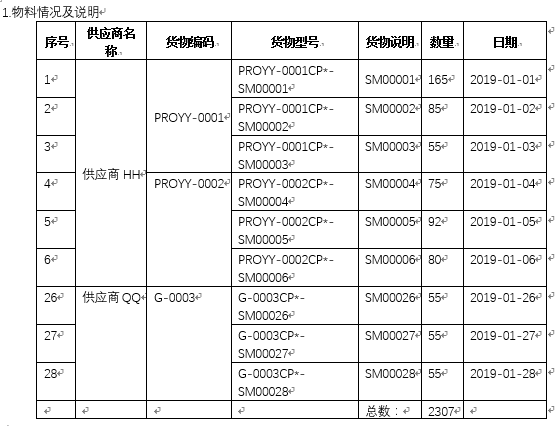 1.物料情况及说明
序号 供应商名称 货物编码 货物型号 货物说明 数量 日期
1 供应商 HH PROYY-0001 PROYY-0001CP*-SM00001 SM00001 165 2019-01-01
2 PROYY-0001CP*-SM00002 SM00002 85 2019-01-02
3 PROYY-0001CP*-SM00003 SM00003 55 2019-01-03
4 PROYY-0002 PROYY-0002CP*-SM00004 SM00004 75 2019-01-04
5 PROYY-0002CP*-SM00005 SM00005 92 2019-01-05
6 PROYY-0002CP*-SM00006 SM00006 80 2019-01-06
26 供应商 QQ G-0003 G-0003CP*-SM00026 SM00026 55 2019-01-26
27 G-0003CP*-SM00027 SM00027 55 2019-01-27
28 G-0003CP*-SM00028 SM00028 55 2019-01-28
总数： 2307